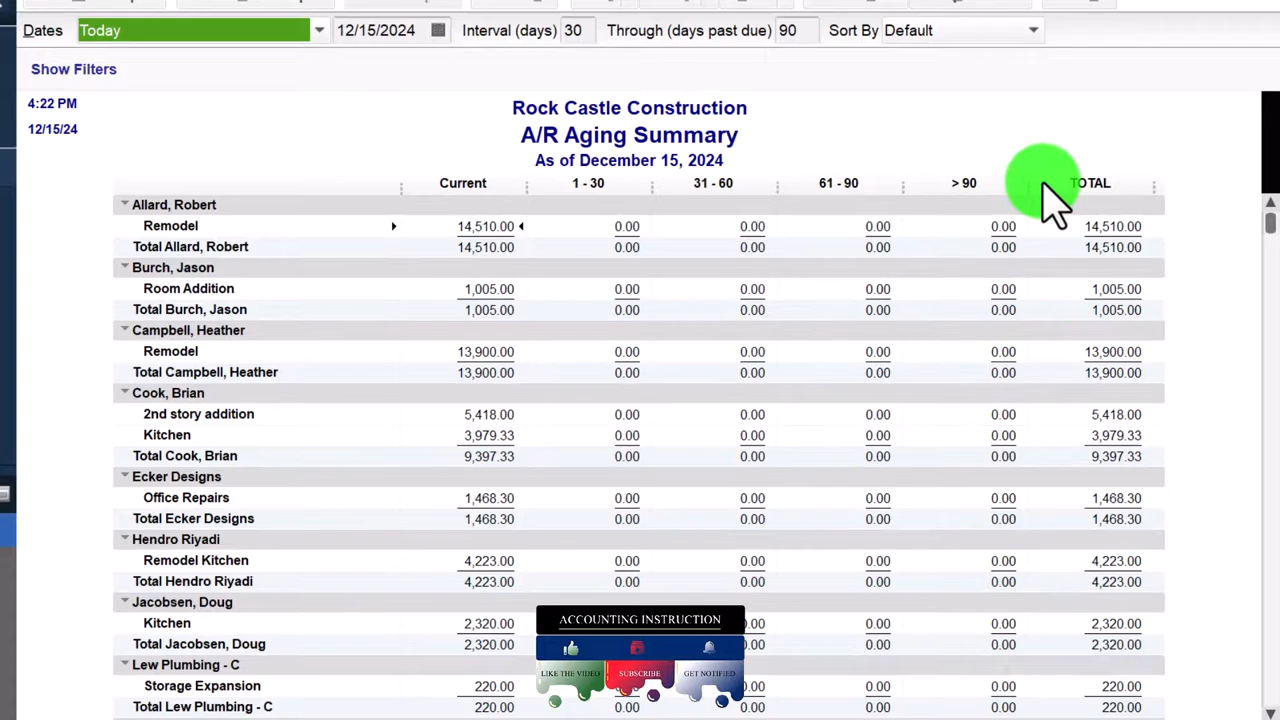 Dates Today 12/15/2024 Interval (days) 30 Through (days past due) 90 Sort By Default
Show Filters
4:22 PM
12/15/24
Rock Castle Construction
A/R Aging Summary
As of December 15, 2024
Current 1 - 30 31 - 60 61 - 90 > 90 TOTAL
Allard, Robert
Remodel 14,510.00 0.00 0.00 0.00 0.00 14,510.00
Total Allard, Robert 14,510.00 0.00 0.00 0.00 0.00 14,510.00
Burch, Jason
Room Addition 1,005.00 0.00 0.00 0.00 0.00 1,005.00
Total Burch, Jason 1,005.00 0.00 0.00 0.00 0.00 1,005.00
Campbell, Heather
Remodel 13,900.00 0.00 0.00 0.00 0.00 13,900.00
Total Campbell, Heather 13,900.00 0.00 0.00 0.00 0.00 13,900.00
Cook, Brian
2nd story addition 5,418.00 0.00 0.00 0.00 0.00 5,418.00
Kitchen 3,979.33 0.00 0.00 0.00 0.00 3,979.33
Total Cook, Brian 9,397.33 0.00 0.00 0.00 0.00 9,397.33
Ecker Designs
Office Repairs 1,468.30 0.00 0.00 0.00 0.00 1,468.30
Total Ecker Designs 1,468.30 0.00 0.00 0.00 0.00 1,468.30
Hendro Riyadi
Remodel Kitchen 4,223.00 0.00 0.00 0.00 0.00 4,223.00
Total Hendro Riyadi 4,223.00 0.00 0.00 0.00 0.00 4,223.00
Jacobsen, Doug
Kitchen 2,320.00 0.00 0.00 0.00 2,320.00
Total Jacobsen, Doug 2,320.00 0.00 0.00 0.00 2,320.00
Lew Plumbing - C
Storage Expansion 220.00 0.00 0.00 0.00 220.00
Total Lew Plumbing - C 220.00 0.00 0.00 0.00 220.00
ACCOUNTING INSTRUCTION
LIKE THE VIDEO SUBSCRIBE GET NOTIFIED